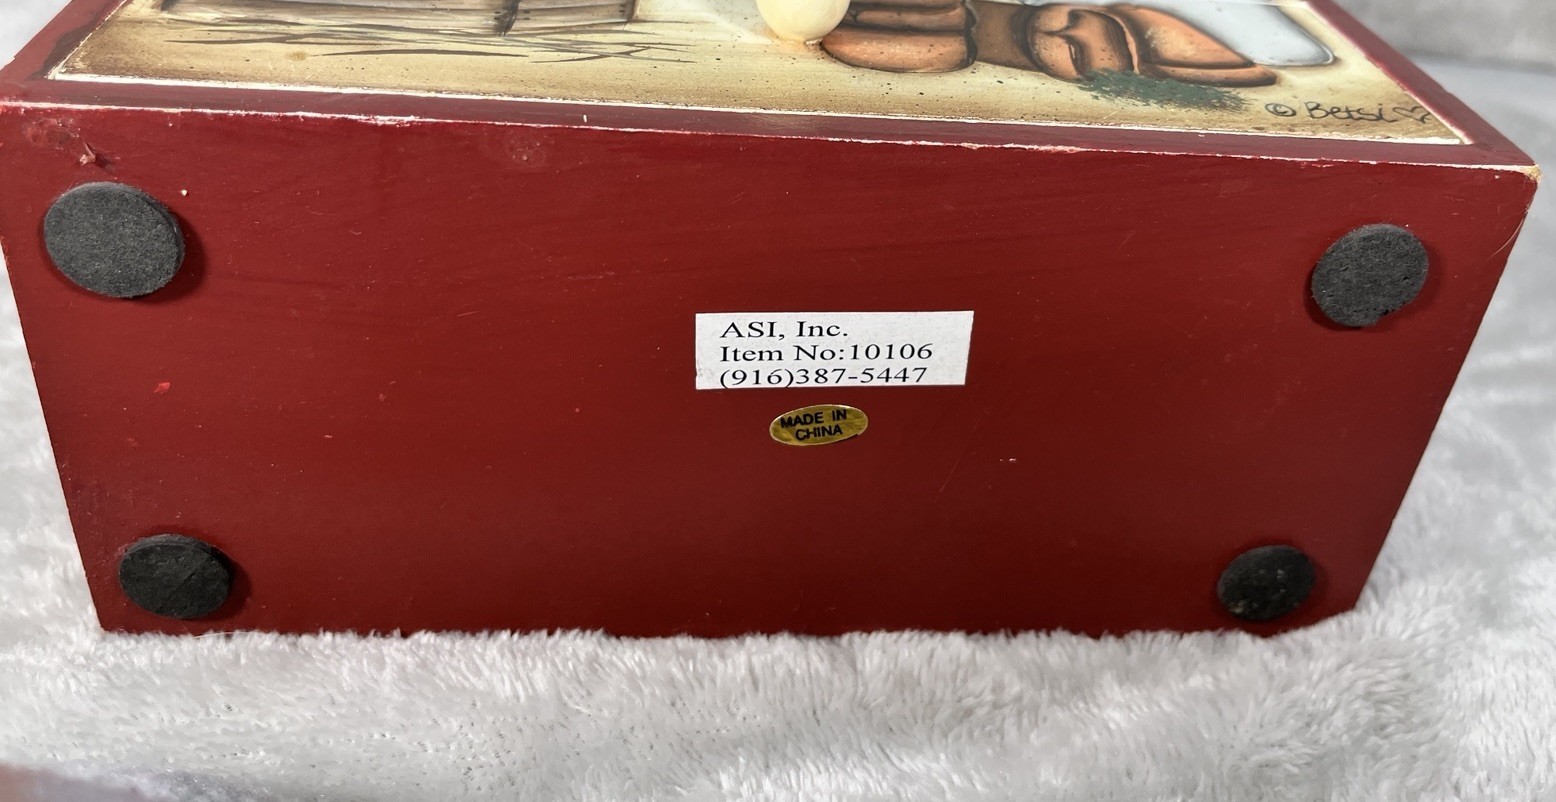 © Betsi
ASI, Inc.
Item No:10106
(916)387-5447
MADE IN
CHINA